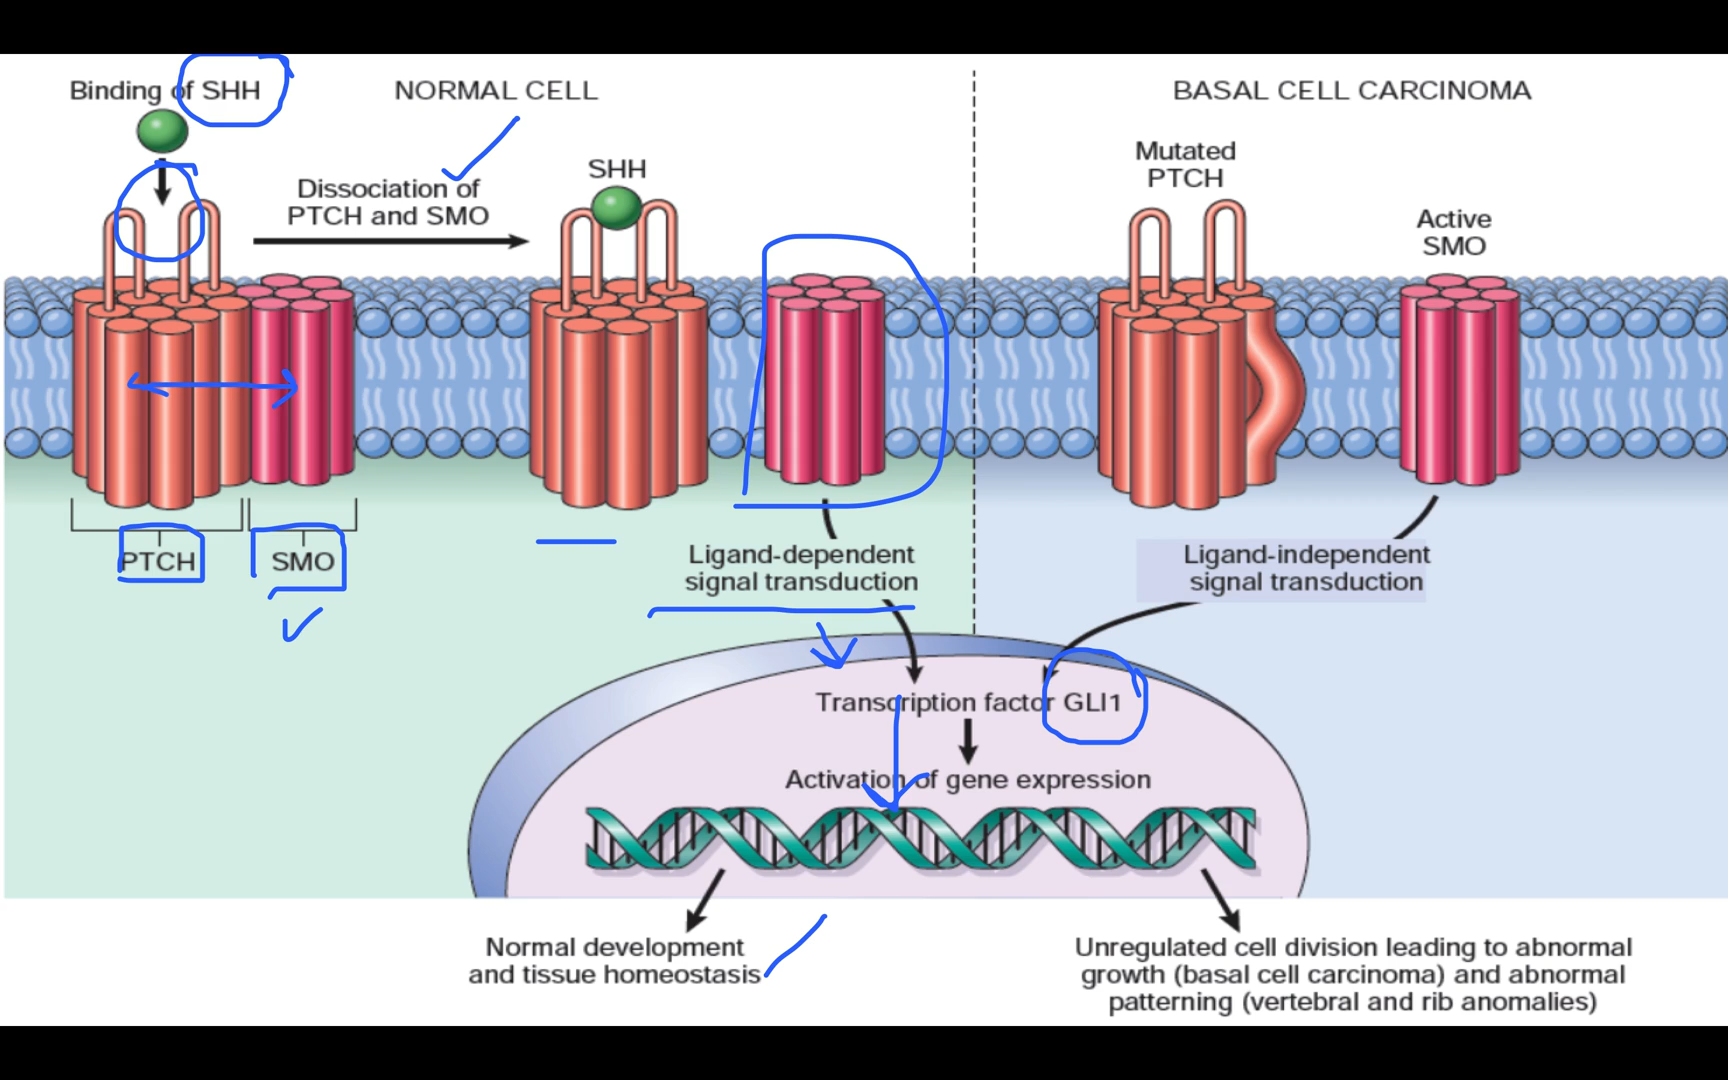 Binding of SHH
NORMAL CELL
BASAL CELL CARCINOMA
Dissociation of
PTCH and SMO
SHH
Mutated
PTCH
Active
SMO
PTCH
SMO
Ligand-dependent
signal transduction
Ligand-independent
signal transduction
Transcription factor GLI1
Activation of gene expression
Normal development
and tissue homeostasis
Unregulated cell division leading to abnormal
growth (basal cell carcinoma) and abnormal
patterning (vertebral and rib anomalies)